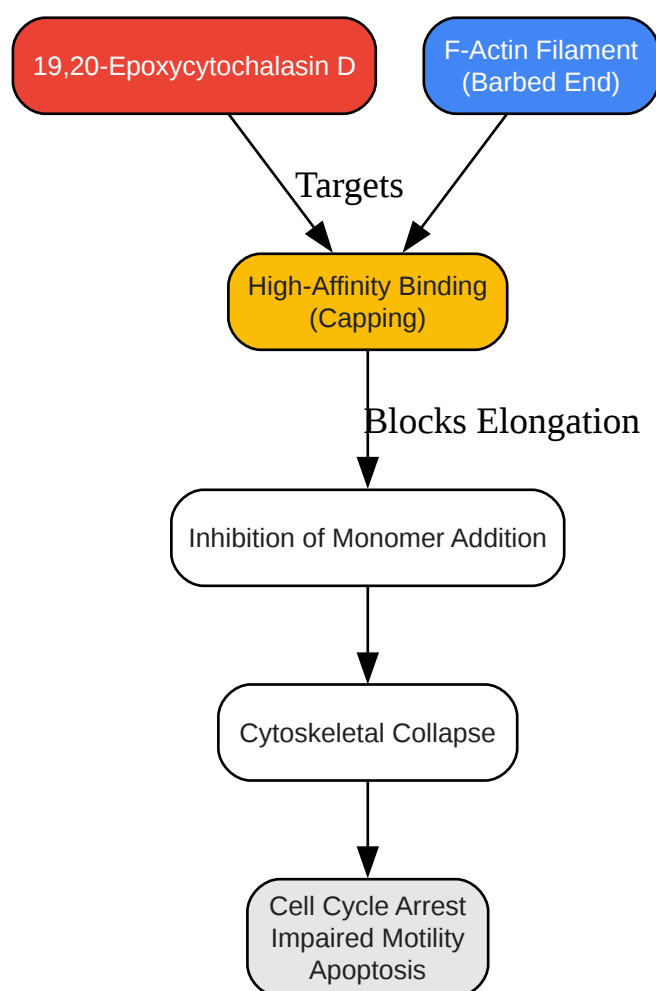 19,20-Epoxycytochalasin D
F-Actin Filament
(Barbed End)
Targets
High-Affinity Binding
(Capping)
Blocks Elongation
Inhibition of Monomer Addition
Cytoskeletal Collapse
Cell Cycle Arrest
Impaired Motility
Apoptosis